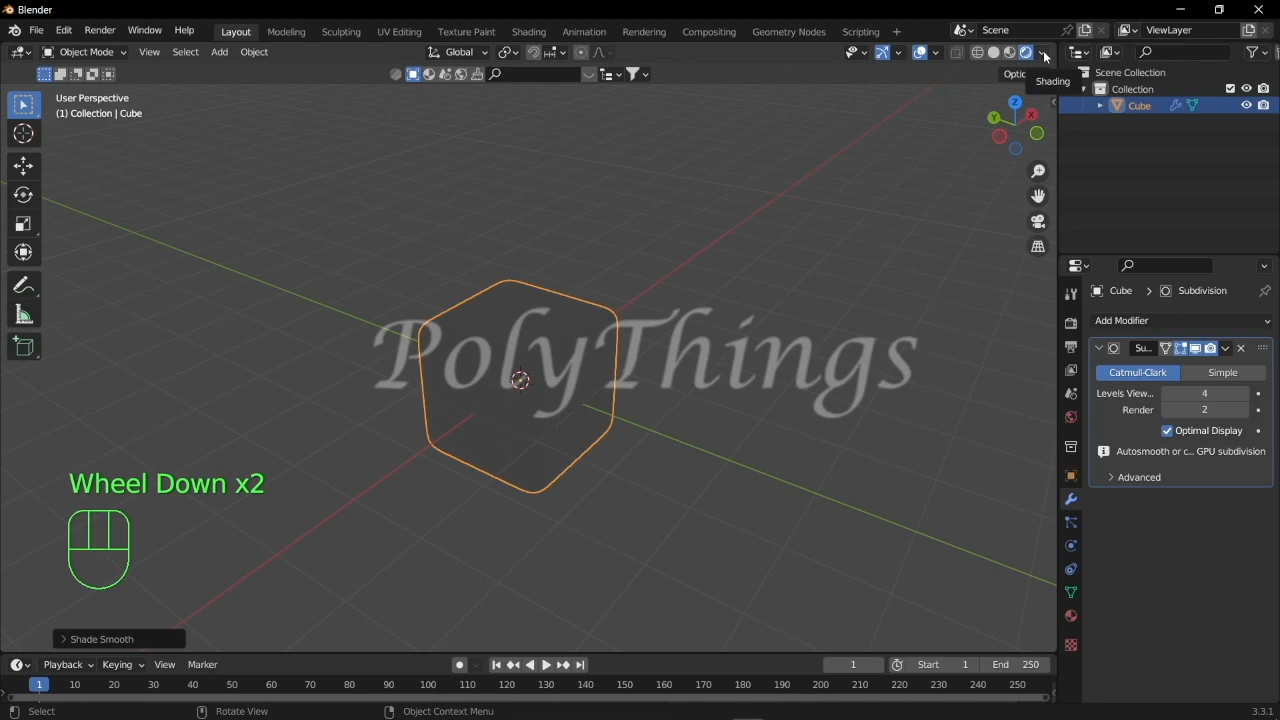 Blender
File Edit Render Window Help Layout Modeling Sculpting UV Editing Texture Paint Shading Animation Rendering Compositing Geometry Nodes Scripting + Scene ViewLayer
Object Mode View Select Add Object Global
Shading
Scene Collection
Collection
Cube
User Perspective
(1) Collection | Cube
X
Y
Z
Cube > Subdivision
Add Modifier
Su...
Catmull-Clark Simple
Levels View... 4
Render 2
Optimal Display
Autosmooth or c... GPU subdivision
Advanced
PolyThings
Wheel Down x2
Shade Smooth
Playback Keying View Marker 1 Start 1 End 250
1 10 20 30 40 50 60 70 80 90 100 110 120 130 140 150 160 170 180 190 200 210 220 230 240 250
Select Rotate View Object Context Menu 3.3.1